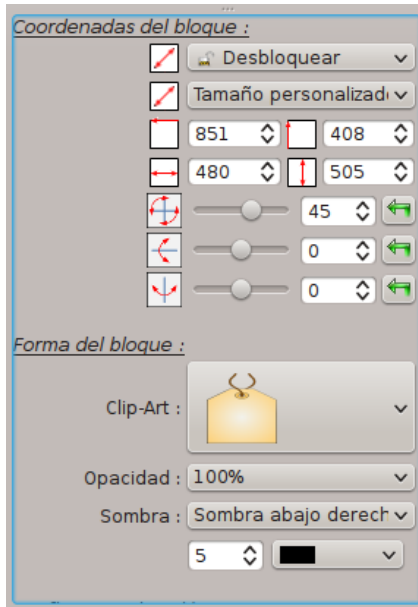 Coordenadas del bloque :
Desbloquear
Tamaño personalizad
851 408
480 505
45
0
0
Forma del bloque :
Clip-Art :
Opacidad : 100%
Sombra : Sombra abajo derech
5